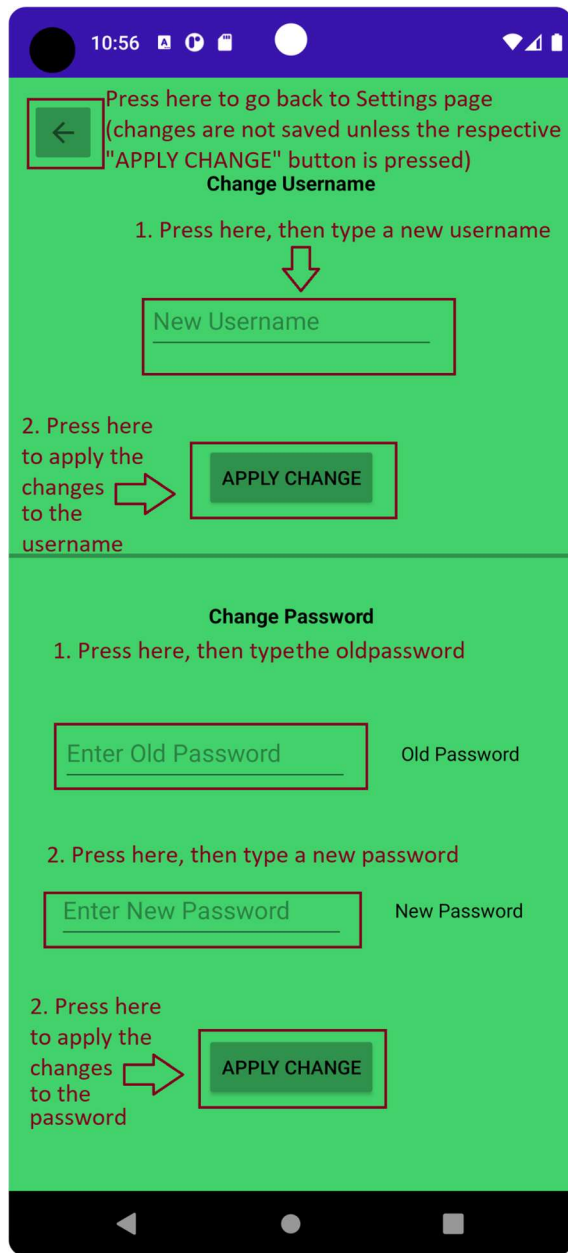 10:56
Press here to go back to Settings page
(changes are not saved unless the respective
"APPLY CHANGE" button is pressed)
Change Username
1. Press here, then type a new username
New Username
2. Press here
to apply the
changes
to the
username
APPLY CHANGE
Change Password
1. Press here, then typethe oldpassword
Enter Old Password
Old Password
2. Press here, then type a new password
Enter New Password
New Password
2. Press here
to apply the
changes
to the
password
APPLY CHANGE